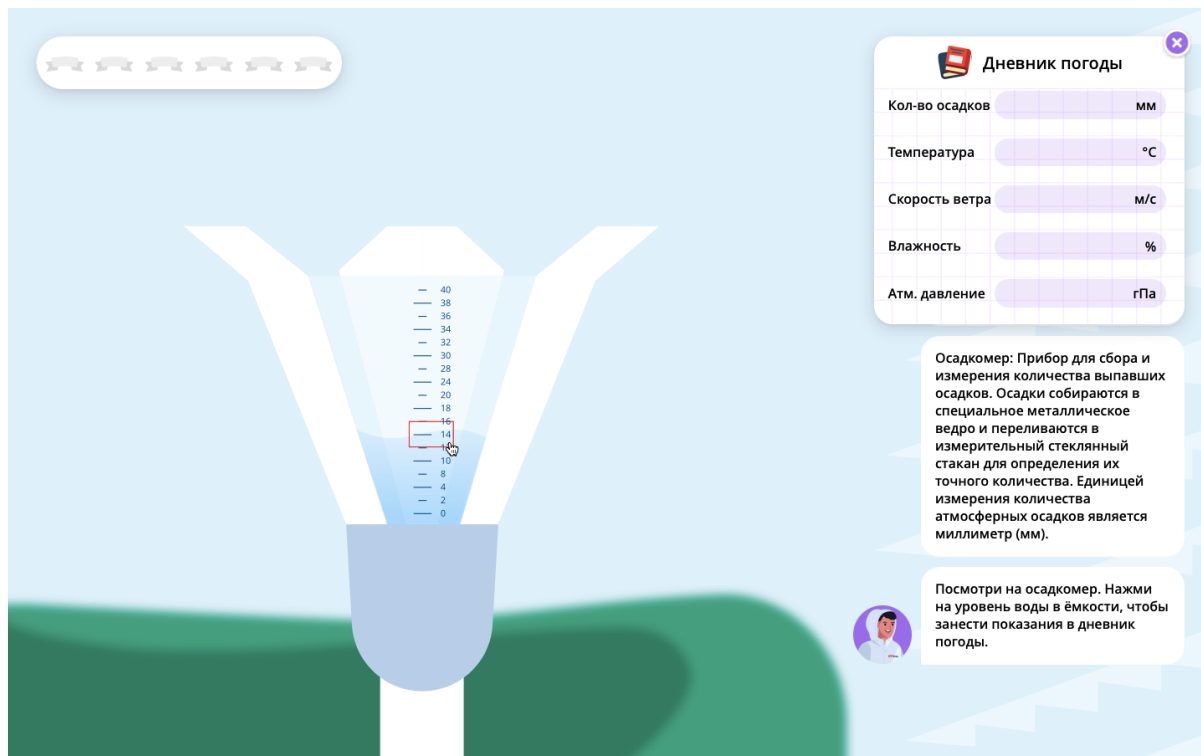 Дневник погоды
Кол-во осадков мм
Температура °C
Скорость ветра м/с
Влажность %
Атм. давление гПа
40
38
36
34
32
30
28
24
20
18
16
14
10
8
4
2
0
Осадкомер: Прибор для сбора и
измерения количества выпавших
осадков. Осадки собираются в
специальное металлическое
ведро и переливаются в
измерительный стеклянный
стакан для определения их
точного количества. Единицей
измерения количества
атмосферных осадков является
миллиметр (мм).
Посмотри на осадкомер. Нажми
на уровень воды в ёмкости, чтобы
занести показания в дневник
погоды.